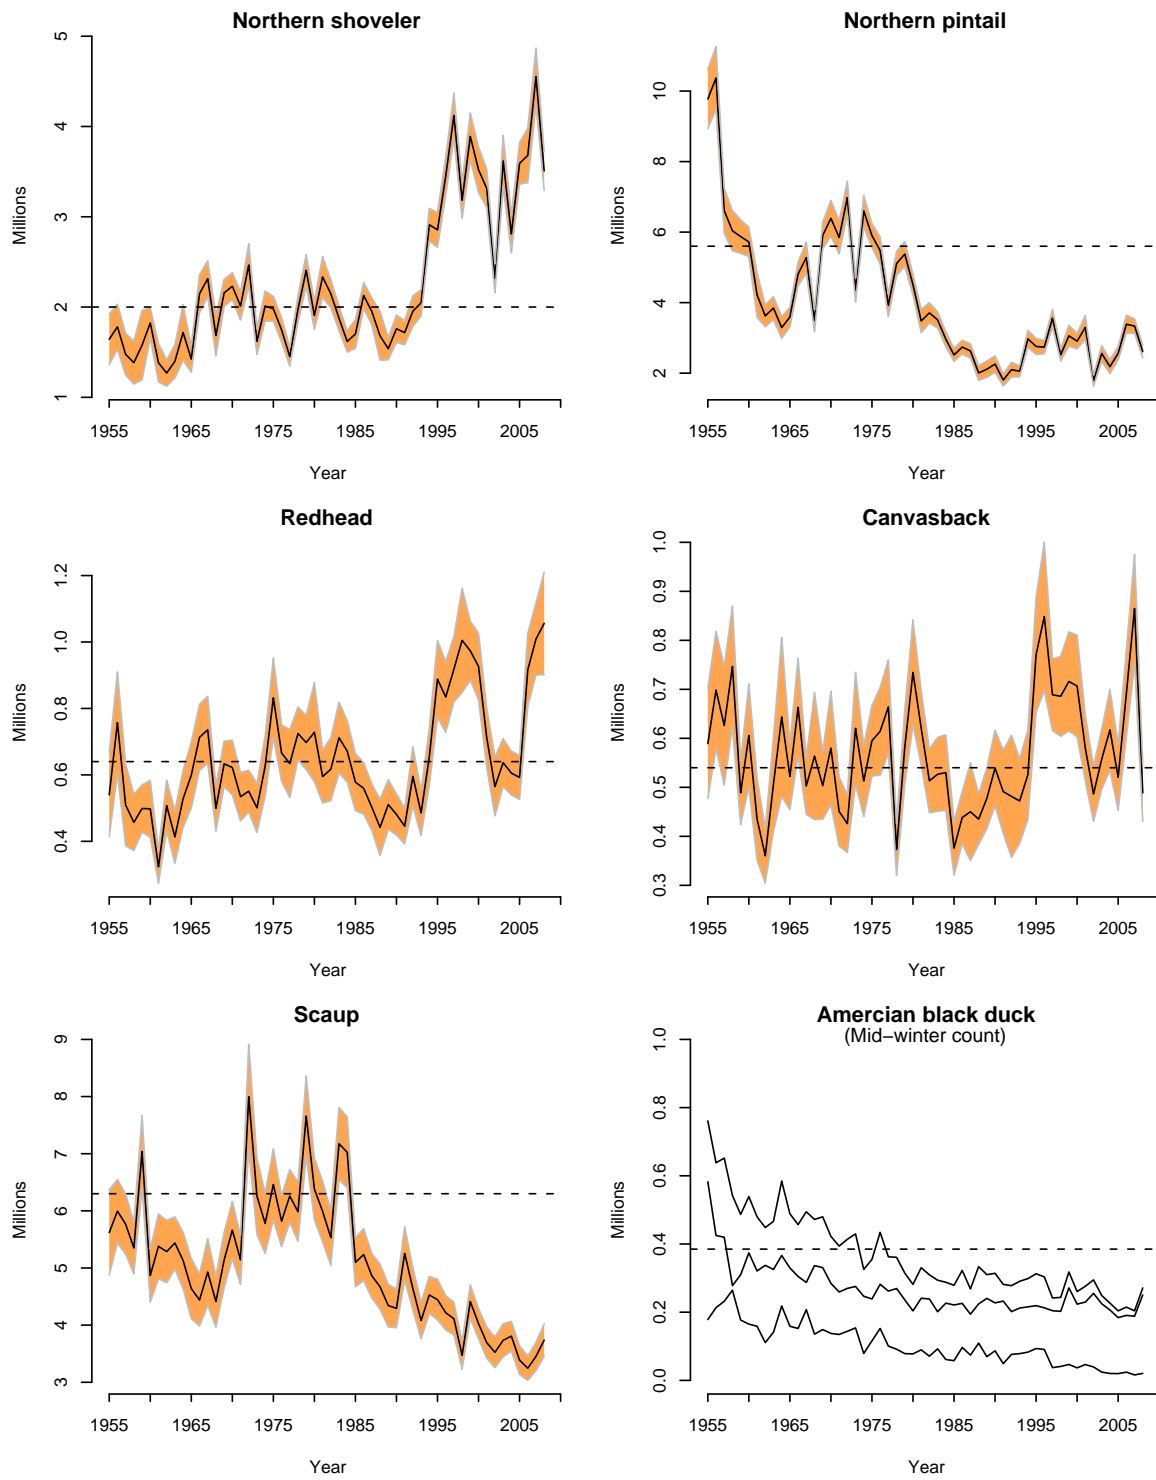 Northern shoveler
5
4
3
2
1
Millions
1955 1965 1975 1985 1995 2005
Year
Northern pintail
10
8
6
4
2
Millions
1955 1965 1975 1985 1995 2005
Year
Redhead
1.2
1.0
0.8
0.6
0.4
Millions
1955 1965 1975 1985 1995 2005
Year
Canvasback
1.0
0.9
0.8
0.7
0.6
0.5
0.4
0.3
Millions
1955 1965 1975 1985 1995 2005
Year
Scaup
9
8
7
6
5
4
3
Millions
1955 1965 1975 1985 1995 2005
Year
Amercian black duck
(Mid−winter count)
1.0
0.8
0.6
0.4
0.2
0.0
Millions
1955 1965 1975 1985 1995 2005
Year